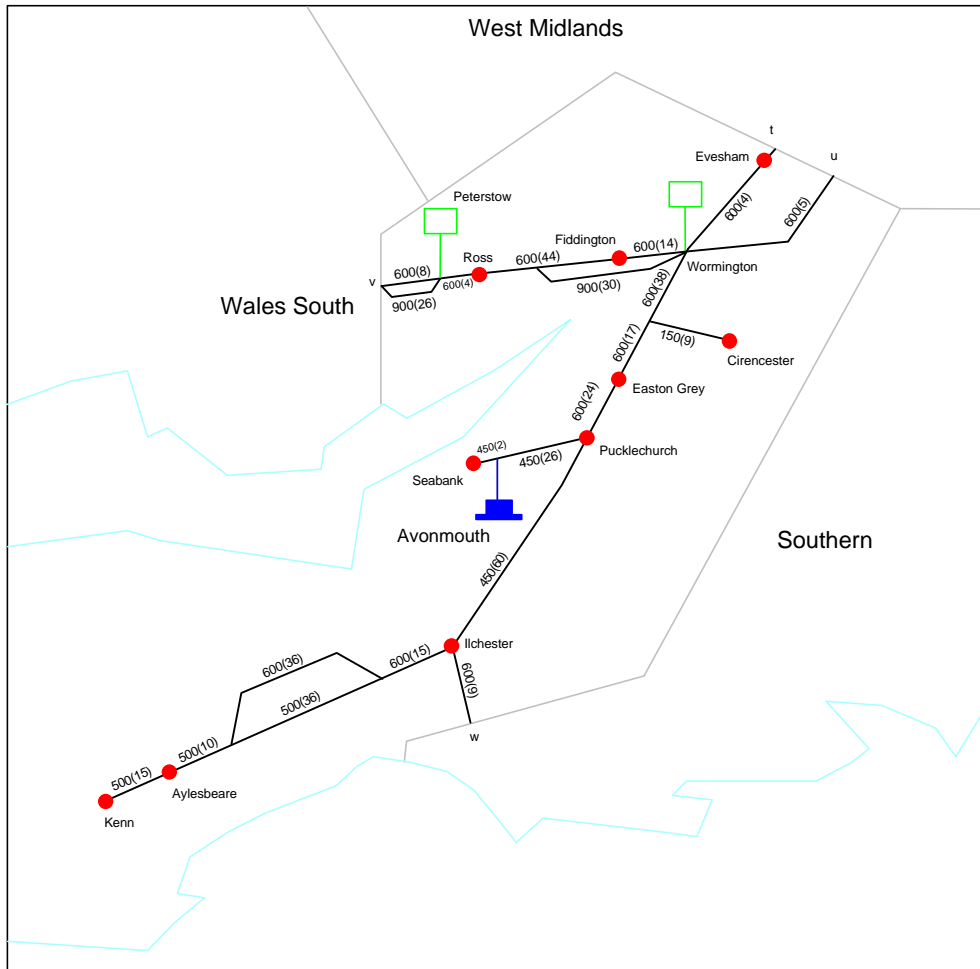 West Midlands
t
u
Evesham
Peterstow
600(4)
600(5)
Fiddington
600(14)
Ross
600(44)
Wormington
600(8)
600(4)
v
900(26)
900(30)
600(38)
Wales South
150(9)
Cirencester
600(17)
Easton Grey
600(24)
Pucklechurch
450(2)
450(26)
Seabank
Avonmouth
Southern
450(60)
Ilchester
600(15)
600(9)
600(36)
500(36)
w
500(10)
500(15)
Aylesbeare
Kenn